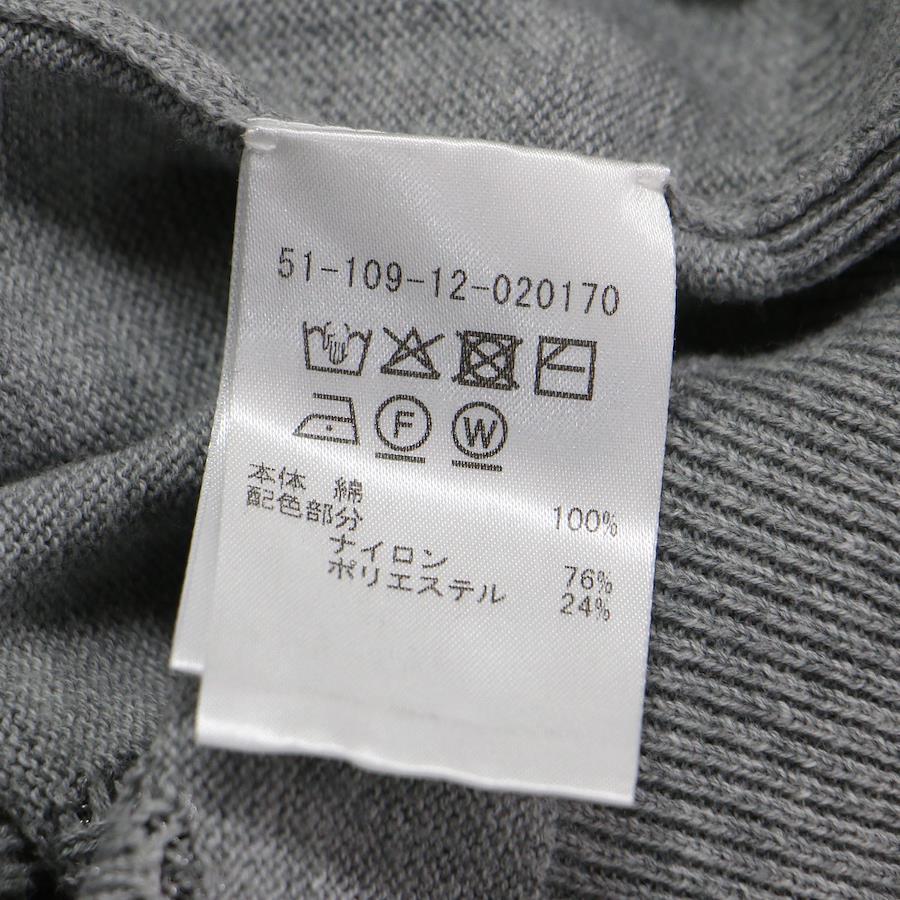 51-109-12-020170
F W
本体 綿 100%
配色部分
ナイロン 76%
ポリエステル 24%